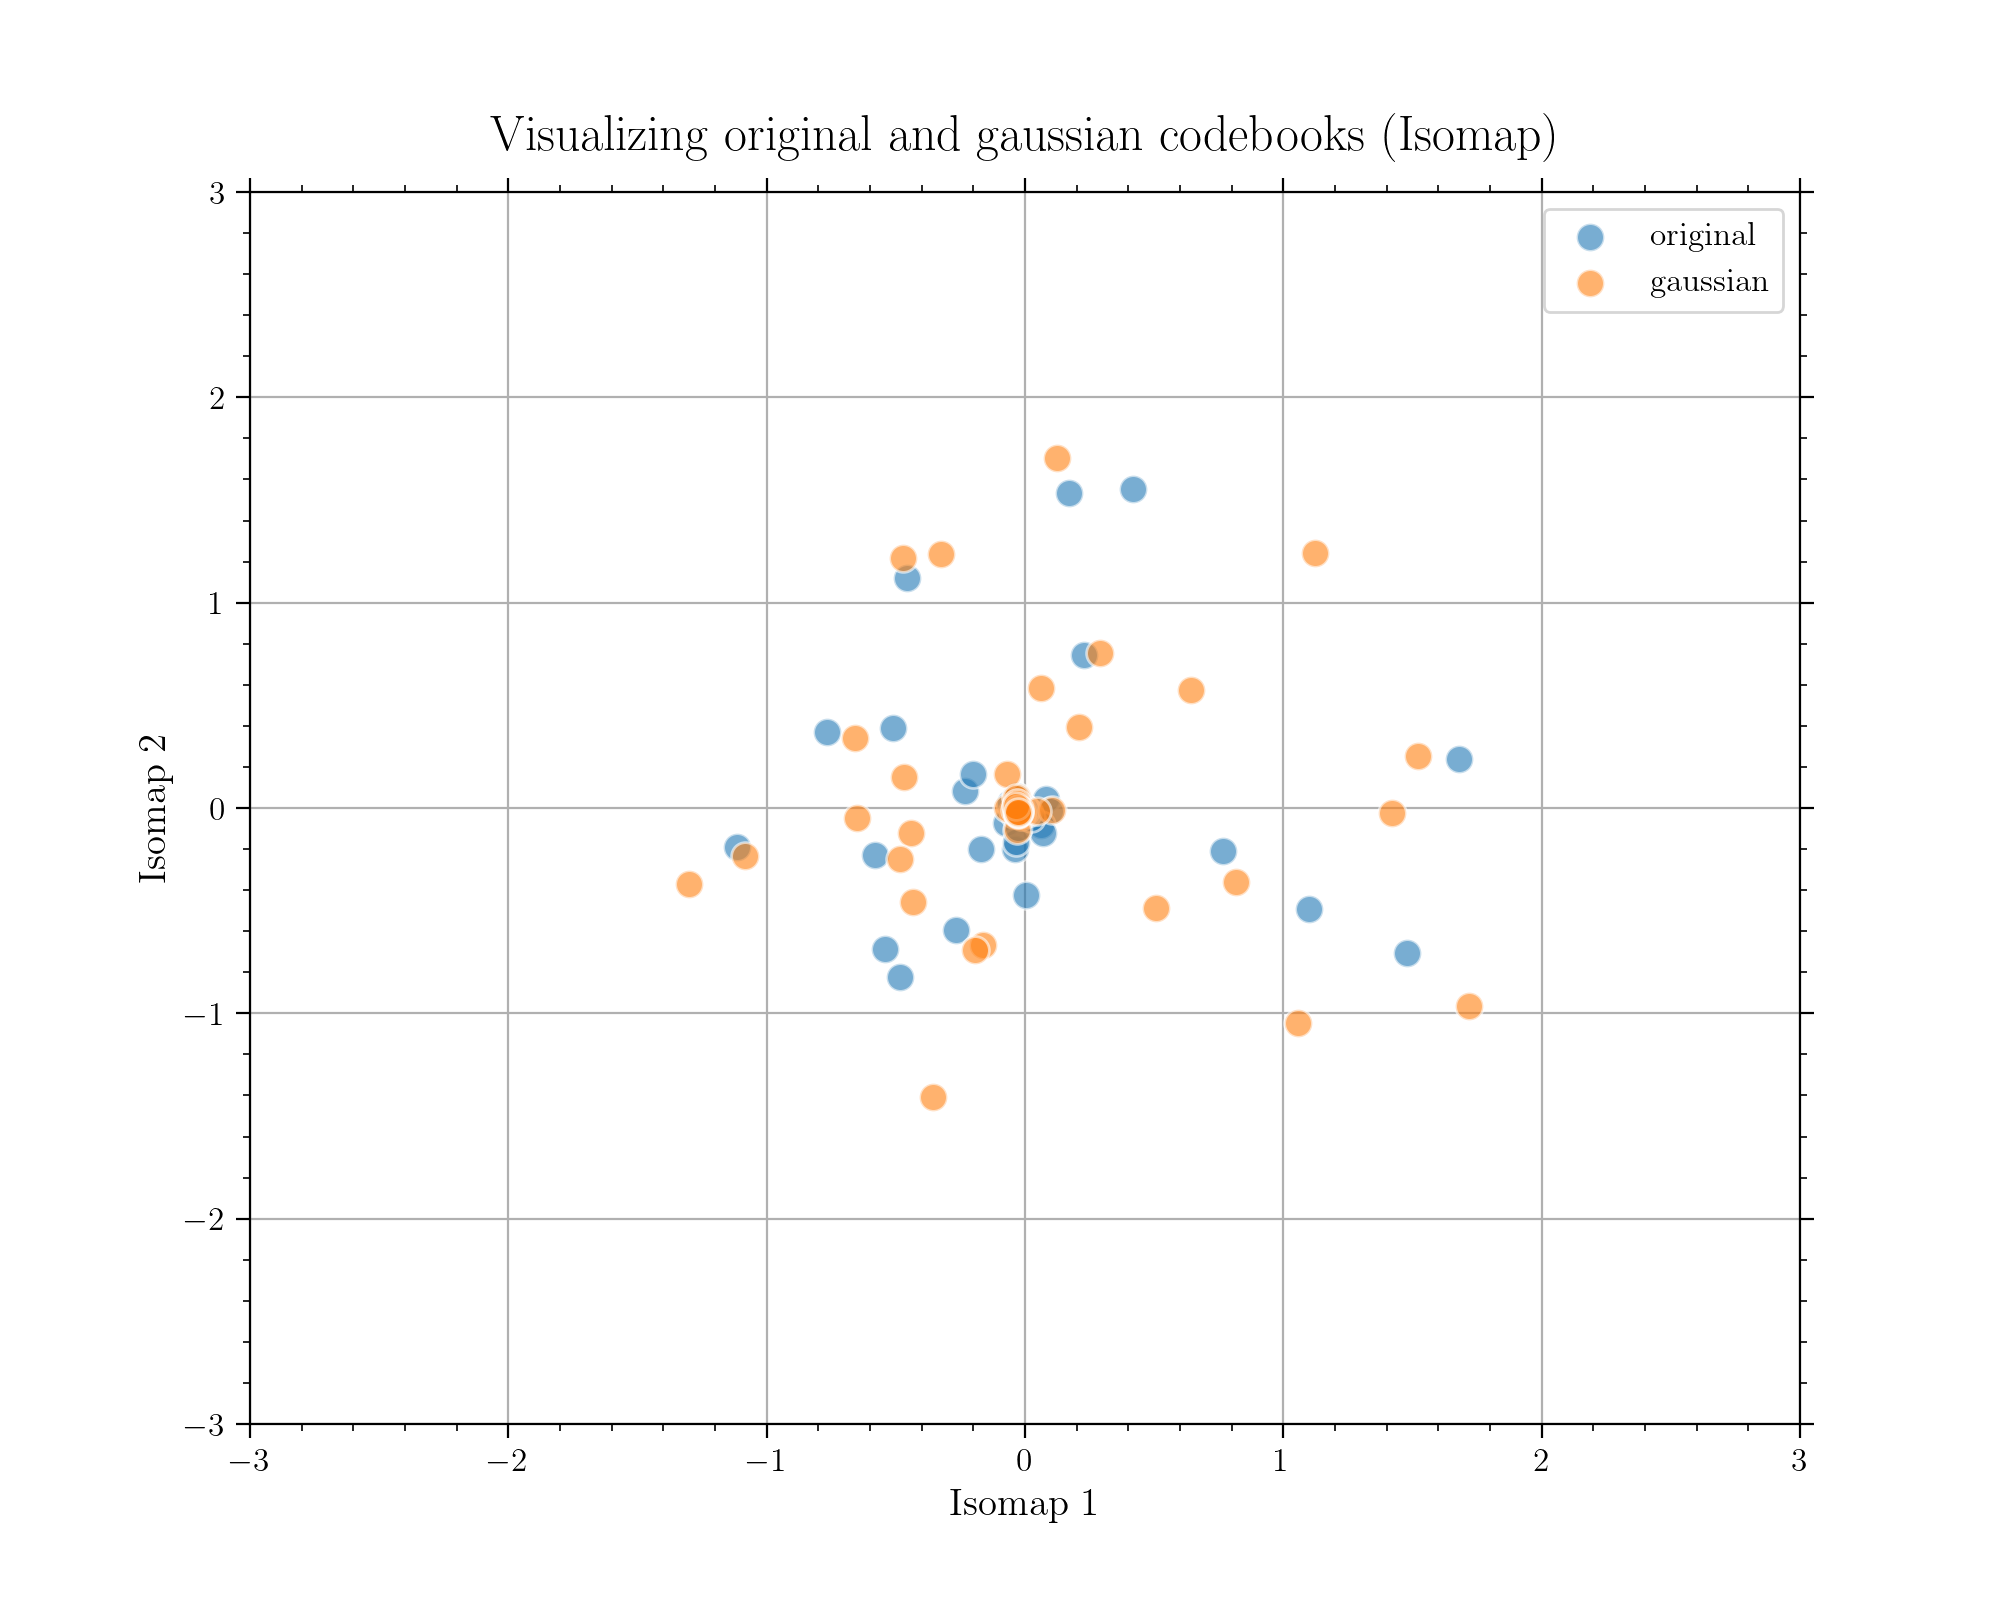 Visualizing original and gaussian codebooks (Isomap)
original
gaussian
3
2
1
0
−1
−2
−3
Isomap 2
−3
−2
−1
0
1
2
3
Isomap 1